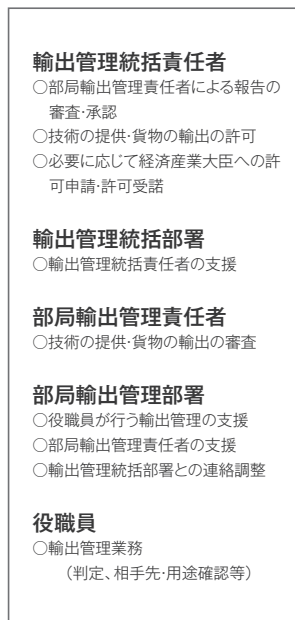 輸出管理統括責任者
○部局輸出管理責任者による報告の
審査・承認
○技術の提供・貨物の輸出の許可
○必要に応じて経済産業大臣への許
可申請・許可受諾
輸出管理統括部署
○輸出管理統括責任者の支援
部局輸出管理責任者
○技術の提供・貨物の輸出の審査
部局輸出管理部署
○役職員が行う輸出管理の支援
○部局輸出管理責任者の支援
○輸出管理統括部署との連絡調整
役職員
○輸出管理業務
(判定、相手先・用途確認等)